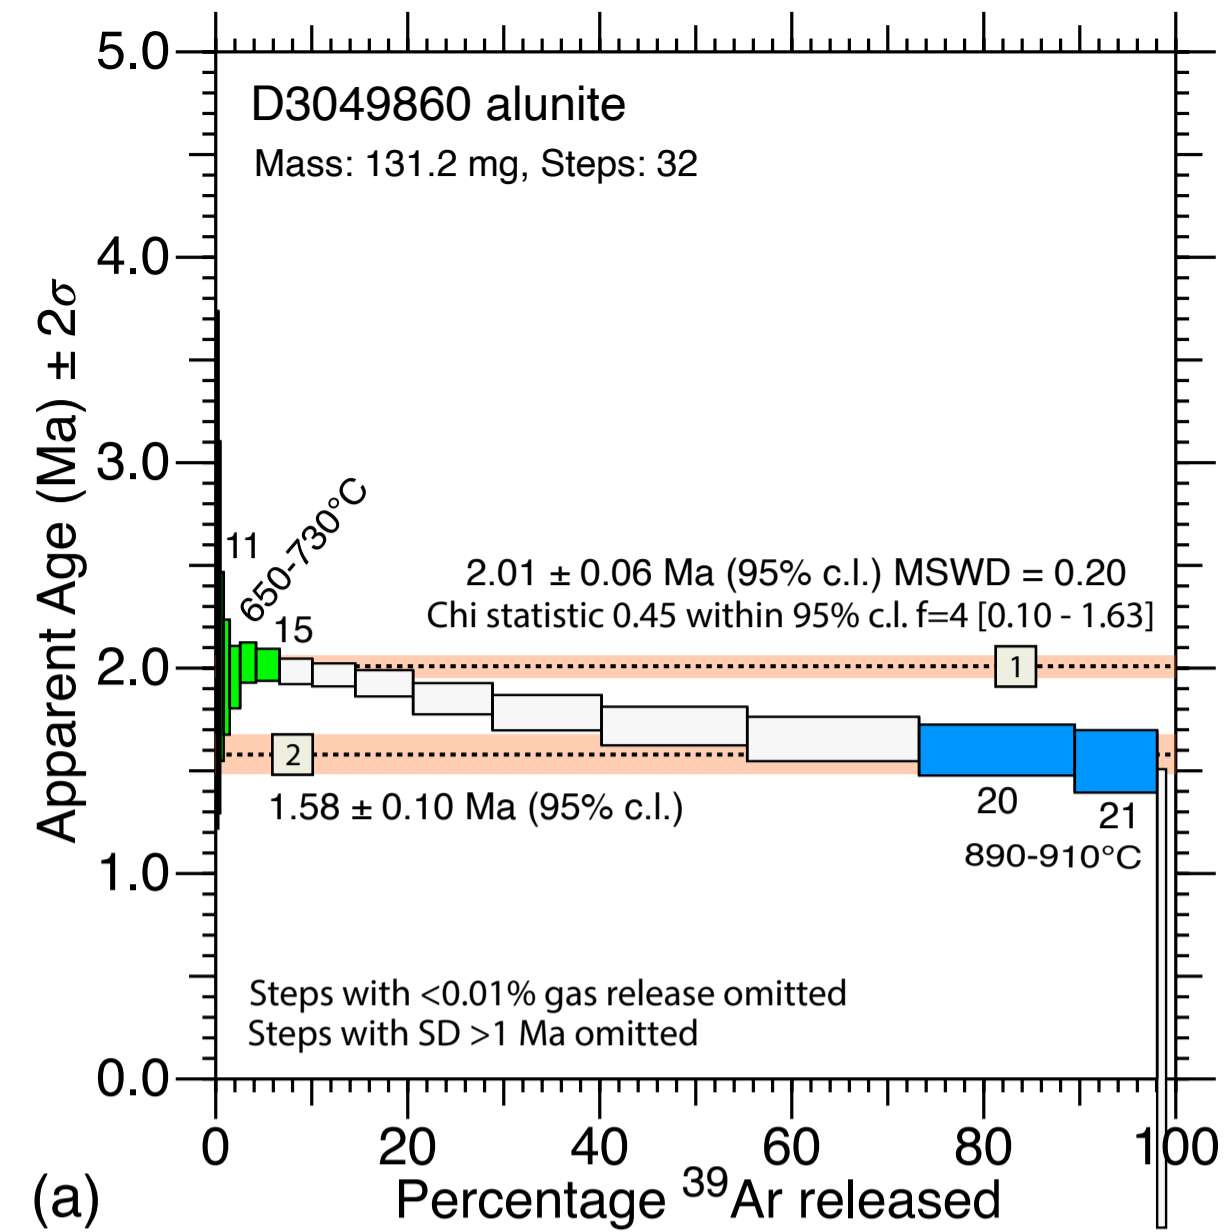 5.0
D3049860 alunite
Mass: 131.2 mg, Steps: 32
4.0
3.0
11
650-730°C
15
2.01 ± 0.06 Ma (95% c.l.) MSWD = 0.20
Chi statistic 0.45 within 95% c.l. f=4 [0.10 - 1.63]
2.0
1
2
1.58 ± 0.10 Ma (95% c.l.)
20
21
890-910°C
1.0
Steps with <0.01% gas release omitted
Steps with SD >1 Ma omitted
0.0
Apparent Age (Ma) ± 2σ
0 20 40 60 80 100
Percentage ³⁹Ar released
(a)